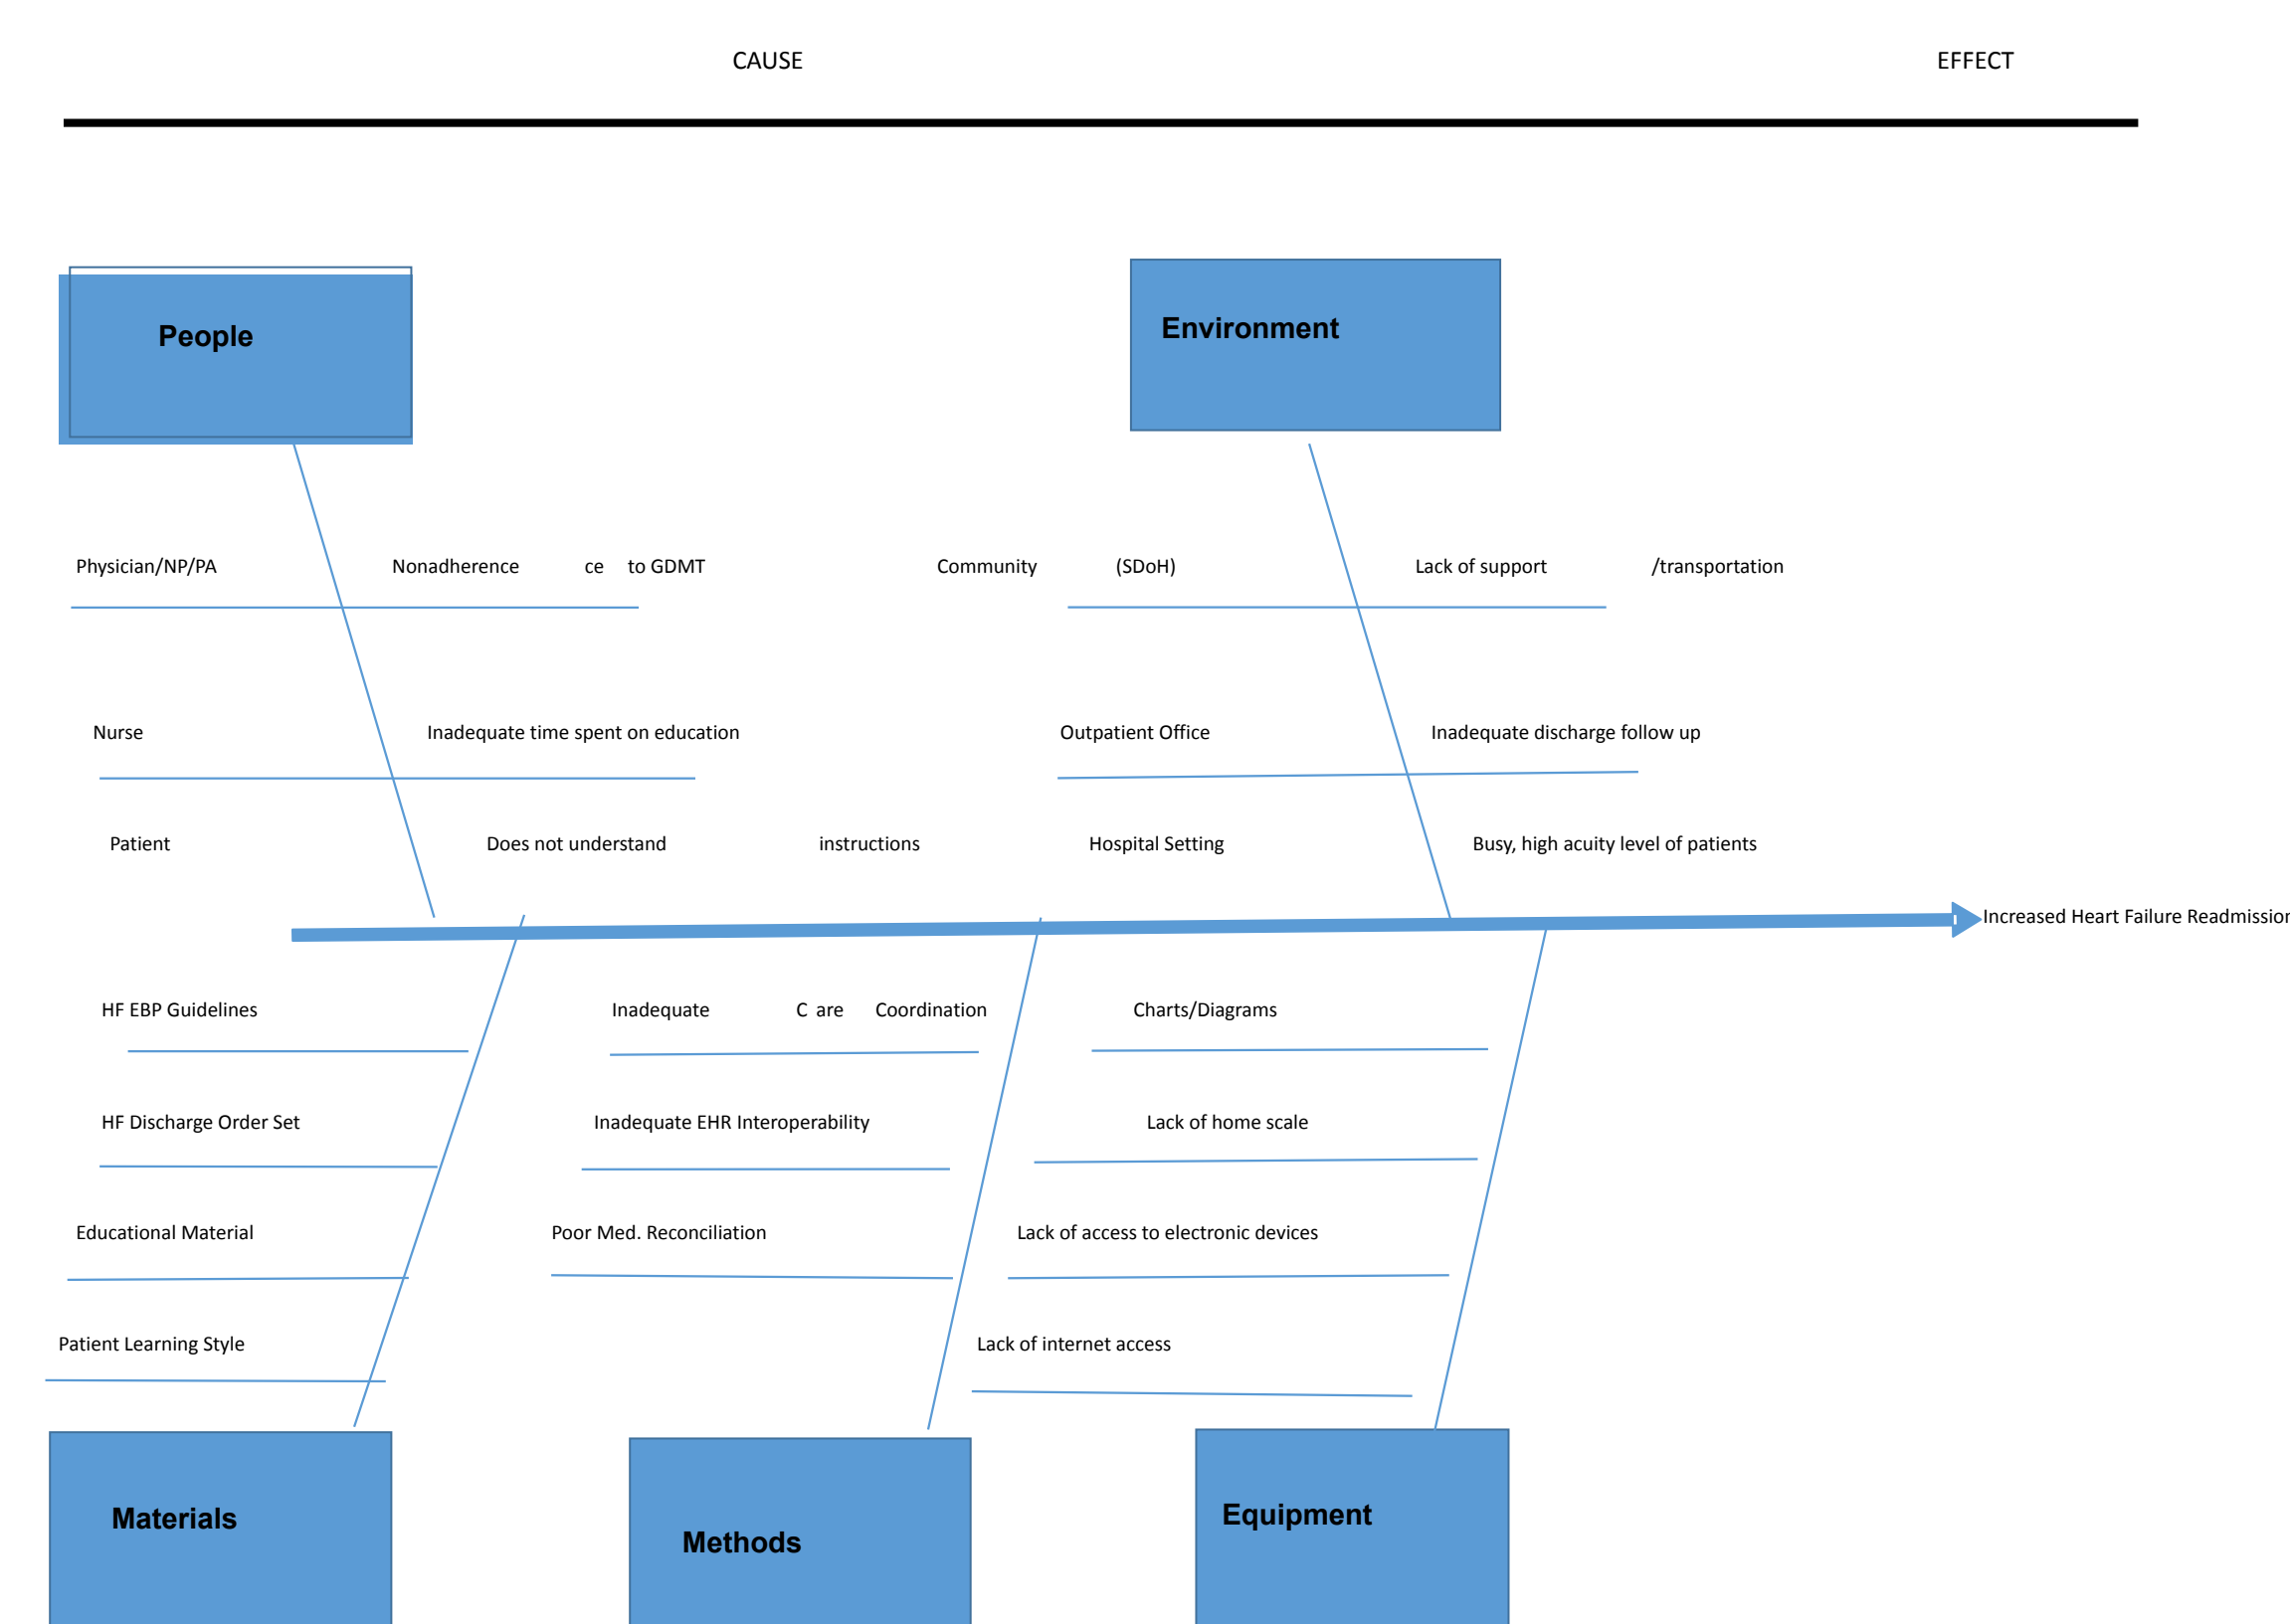 CAUSE EFFECT
People
Environment
Physician/NP/PA Nonadherence ce to GDMT Community (SDoH) Lack of support /transportation
Nurse Inadequate time spent on education Outpatient Office Inadequate discharge follow up
Patient Does not understand instructions Hospital Setting Busy, high acuity level of patients
Increased Heart Failure Readmission
HF EBP Guidelines Inadequate C are Coordination Charts/Diagrams
HF Discharge Order Set Inadequate EHR Interoperability Lack of home scale
Educational Material Poor Med. Reconciliation Lack of access to electronic devices
Patient Learning Style Lack of internet access
Materials
Methods
Equipment